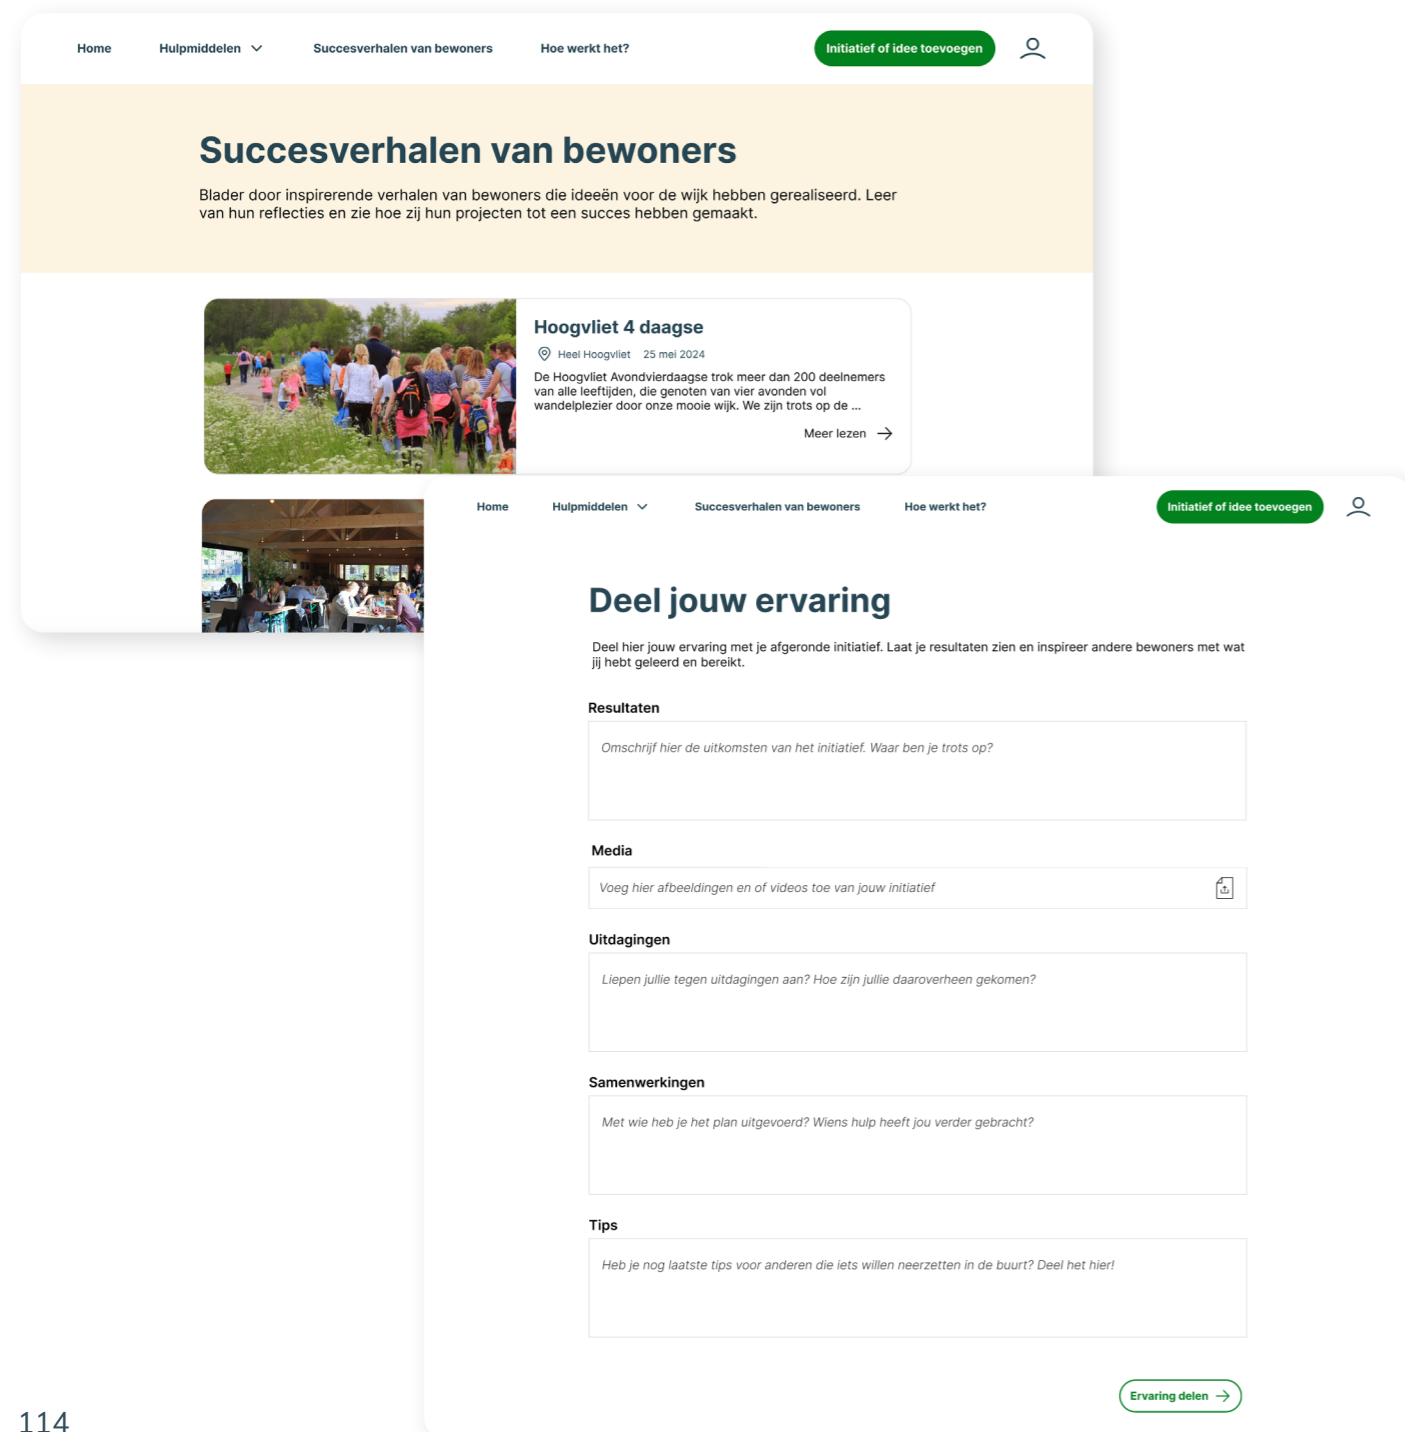 Home Hulpmiddelen Succesverhalen van bewoners Hoe werkt het? Initiatief of idee toevoegen
Succesverhalen van bewoners
Blader door inspirerende verhalen van bewoners die ideeën voor de wijk hebben gerealiseerd. Leer
van hun reflecties en zie hoe zij hun projecten tot een succes hebben gemaakt.
Hoogvliet 4 daagse
Heel Hoogvliet 25 mei 2024
De Hoogvliet Avondvierdaagse trok meer dan 200 deelnemers
van alle leeftijden, die genoten van vier avonden vol
wandelplezier door onze mooie wijk. We zijn trots op de ...
Meer lezen
Home Hulpmiddelen Succesverhalen van bewoners Hoe werkt het? Initiatief of idee toevoegen
Deel jouw ervaring
Deel hier jouw ervaring met je afgeronde initiatief. Laat je resultaten zien en inspireer andere bewoners met wat
jij hebt geleerd en bereikt.
Resultaten
Omschrijf hier de uitkomsten van het initiatief. Waar ben je trots op?
Media
Voeg hier afbeeldingen en of videos toe van jouw initiatief
Uitdagingen
Liepen jullie tegen uitdagingen aan? Hoe zijn jullie daaroverheen gekomen?
Samenwerkingen
Met wie heb je het plan uitgevoerd? Wiens hulp heeft jou verder gebracht?
Tips
Heb je nog laatste tips voor anderen die iets willen neerzetten in de buurt? Deel het hier!
Ervaring delen
114